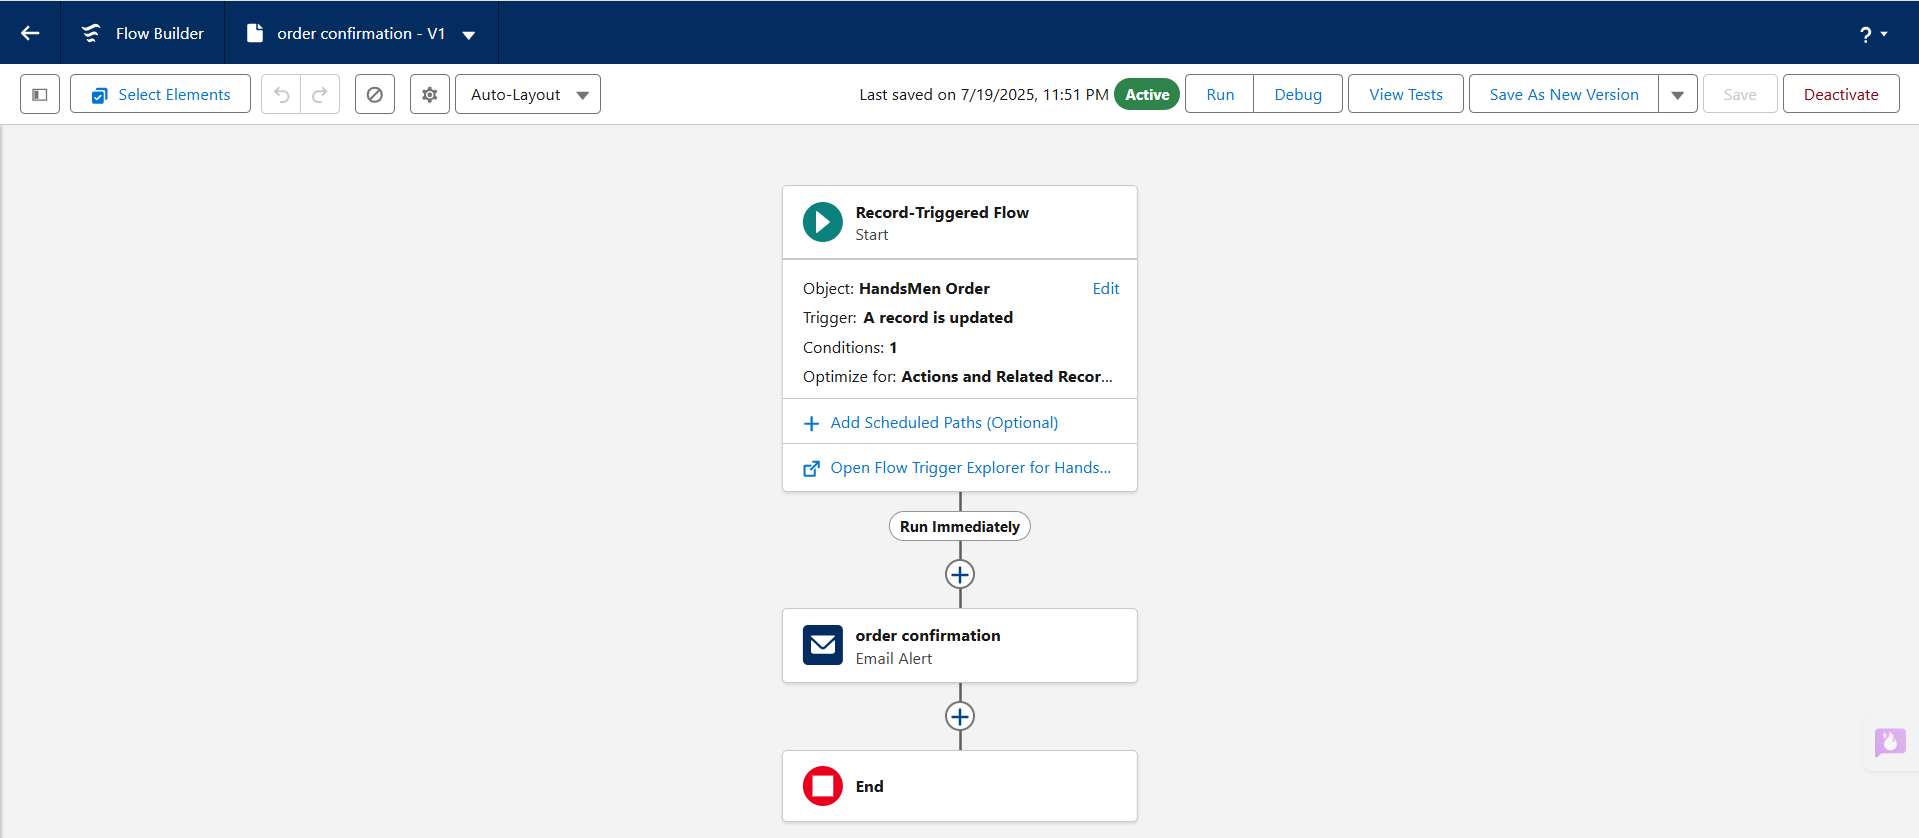 Flow Builder
order confirmation - V1
?
Select Elements
Auto-Layout
Last saved on 7/19/2025, 11:51 PM
Active
Run
Debug
View Tests
Save As New Version
Save
Deactivate
Record-Triggered Flow
Start
Object: HandsMen Order
Edit
Trigger: A record is updated
Conditions: 1
Optimize for: Actions and Related Recor...
Add Scheduled Paths (Optional)
Open Flow Trigger Explorer for Hands...
Run Immediately
order confirmation
Email Alert
End